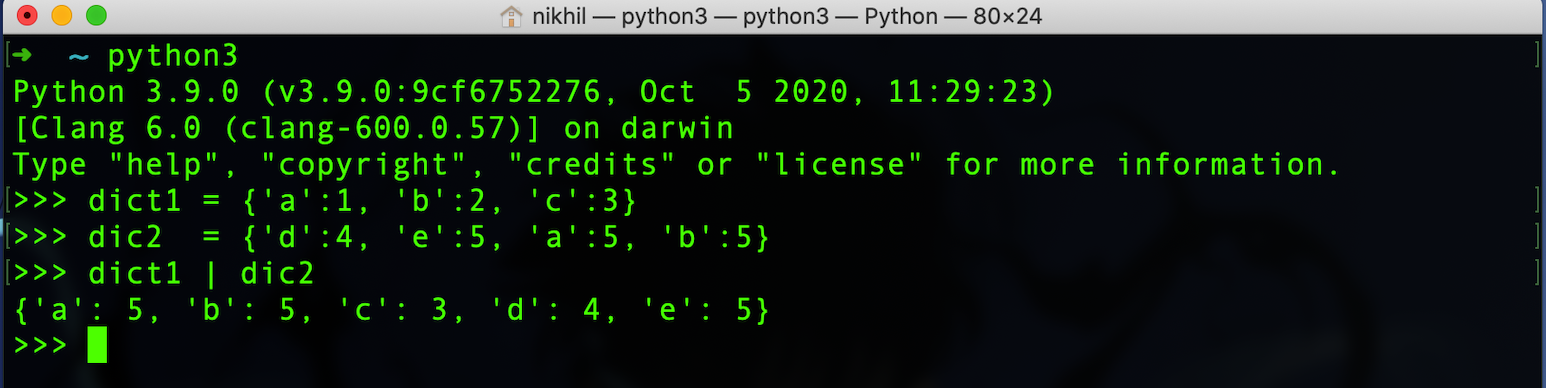 nikhil — python3 — python3 — Python — 80×24
➜  ~ python3
Python 3.9.0 (v3.9.0:9cf6752276, Oct  5 2020, 11:29:23)
[Clang 6.0 (clang-600.0.57)] on darwin
Type "help", "copyright", "credits" or "license" for more information.
>>> dict1 = {'a':1, 'b':2, 'c':3}
>>> dic2  = {'d':4, 'e':5, 'a':5, 'b':5}
>>> dict1 | dic2
{'a': 5, 'b': 5, 'c': 3, 'd': 4, 'e': 5}
>>>